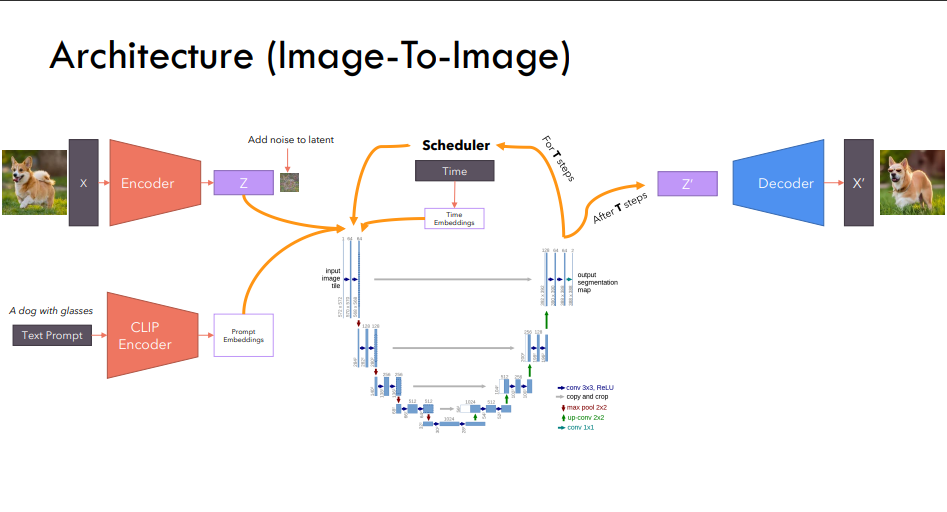 Architecture (Image-To-Image)
Add noise to latent
Scheduler
For T steps
X
Encoder
Z
Time
Z'
Decoder
X'
After T steps
Time
Embeddings
input
image
tile
output
segmentation
map
A dog with glasses
Text Prompt
CLIP
Encoder
Prompt
Embeddings
conv 3x3, ReLU
copy and crop
max pool 2x2
up-conv 2x2
conv 1x1
1 64 64
128 64 64 2
128 128
256 128
256 256
512 256
512 512
1024 512
1024